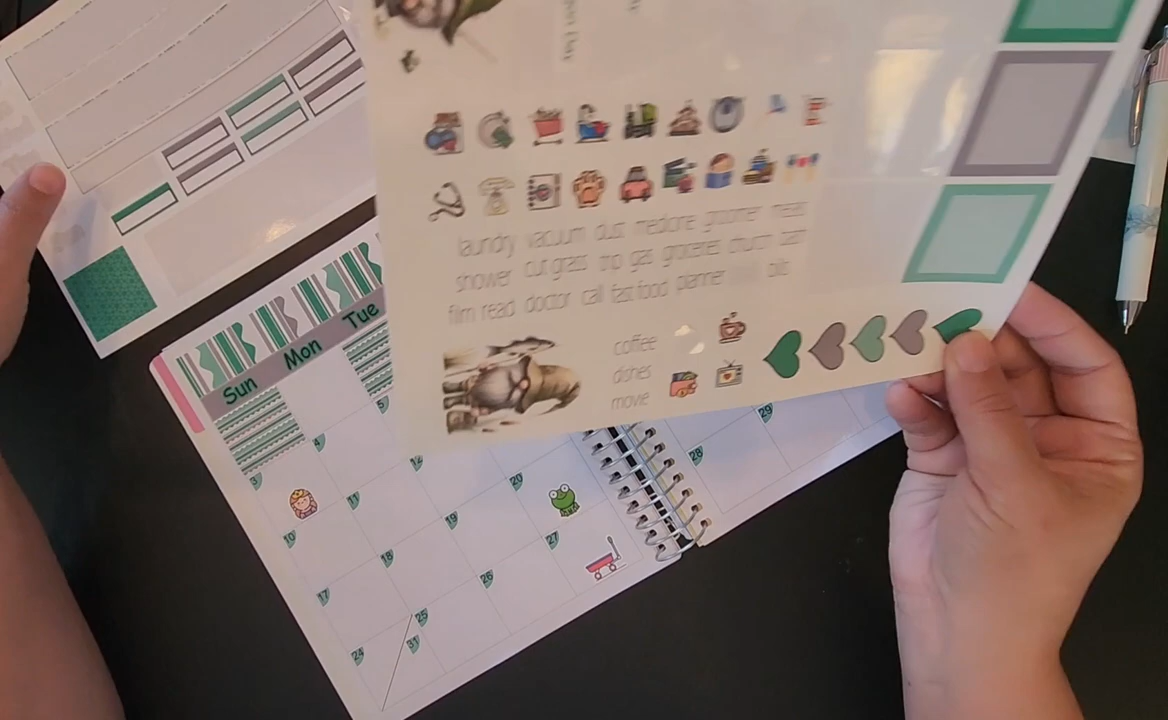 laundry vacuum dust medicine groomer meds
shower cut grass trip gas groceries church
film read doctor call fast food planner
bills
coffee
dishes
movie
Sun Mon Tue
3
4
5
10
11
17
18
19
20
24
25
26
27
28
29
31